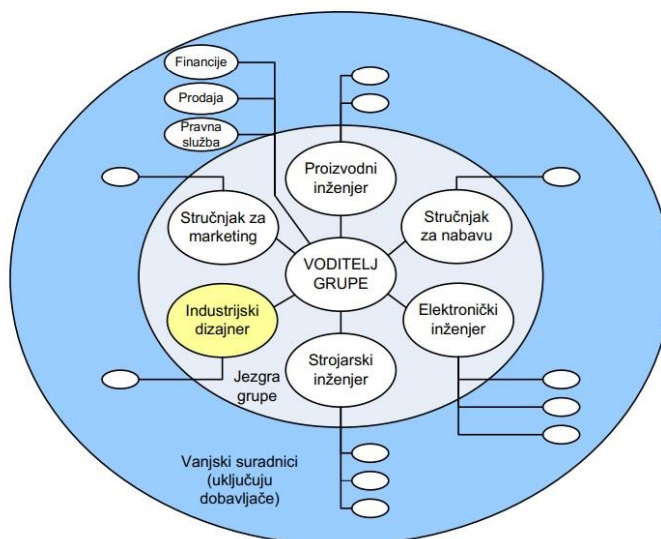 Financije
Prodaja
Pravna
služba
Proizvodni
inženjer
Stručnjak za
marketing
Stručnjak
za nabavu
VODITELJ
GRUPE
Industrijski
dizajner
Elektronički
inženjer
Strojarski
inženjer
Jezgra
grupe
Vanjski suradnici
(uključuju
dobavljače)